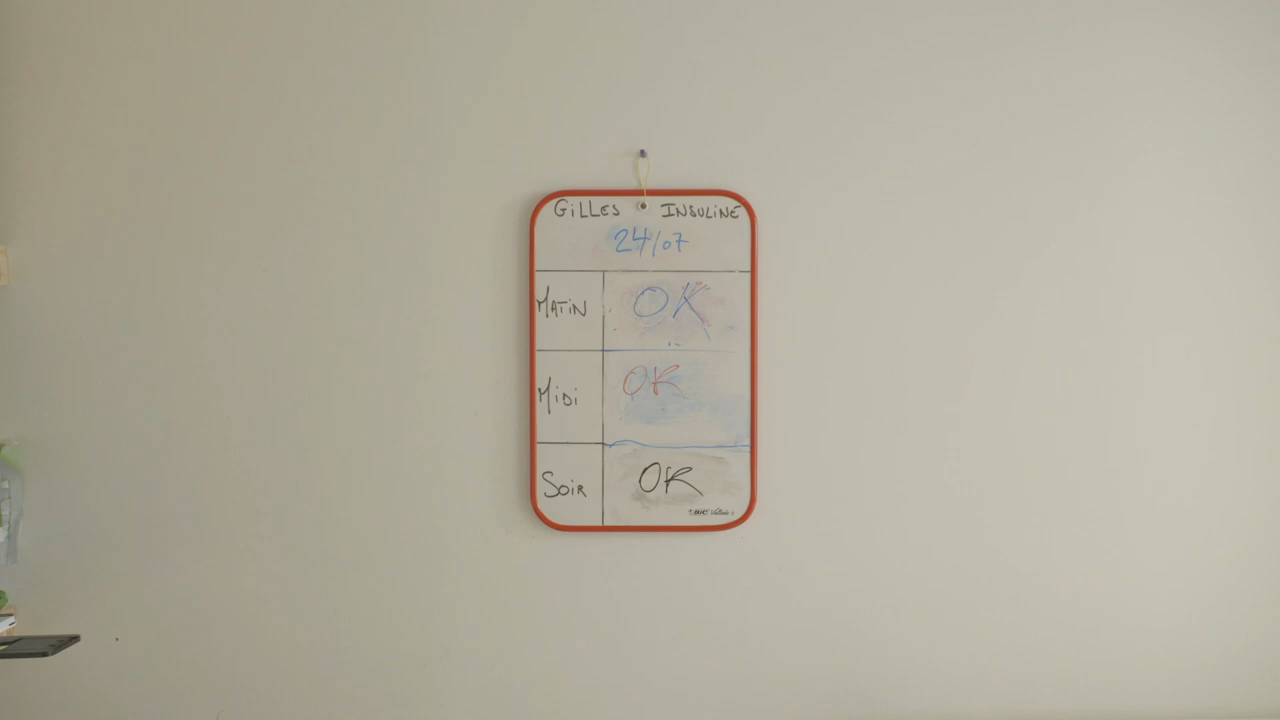 GiLLES INSULINE
24/07
MATiN OK
MiDi OK
SOiR OK